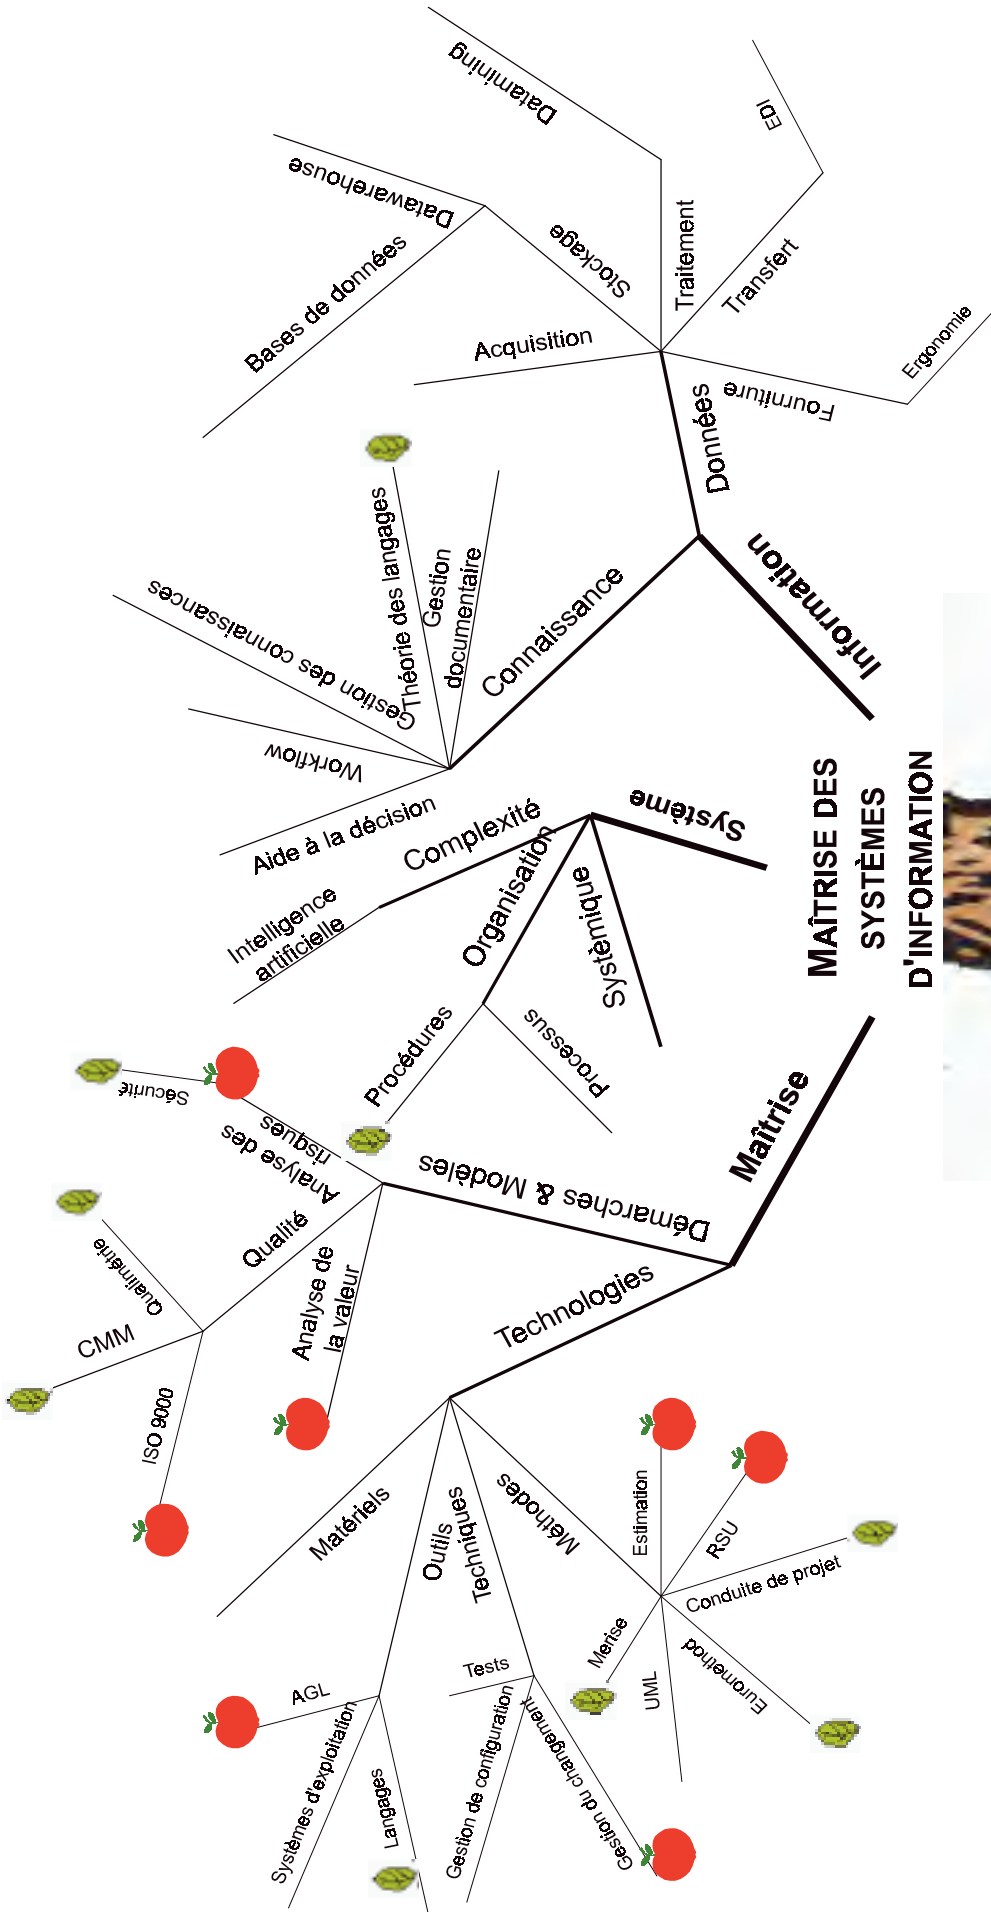 MAÎTRISE DES
SYSTÈMES
D'INFORMATION
Maîtrise
Technologies
Matériels
Outils
AGL
Systèmes d'exploitation
Langages
Techniques
Tests
Gestion de configuration
Gestion du changement
Méthodes
Merise
UML
Euromethod
Conduite de projet
RSU
Estimation
Démarches & Modèles
Analyse de
la valeur
Qualité
ISO 9000
CMM
Qualimétrie
Analyse des
risques
Sécurité
Système
Systèmique
Organisation
Processus
Procédures
Complexité
Intelligence
artificielle
Information
Connaissance
Aide à la décision
Workflow
Gestion des connaissances
Théorie des langages
Gestion
documentaire
Données
Acquisition
Stockage
Bases de données
Datawarehouse
Traitement
Datamining
Transfert
EDI
Fourniture
Ergonomie